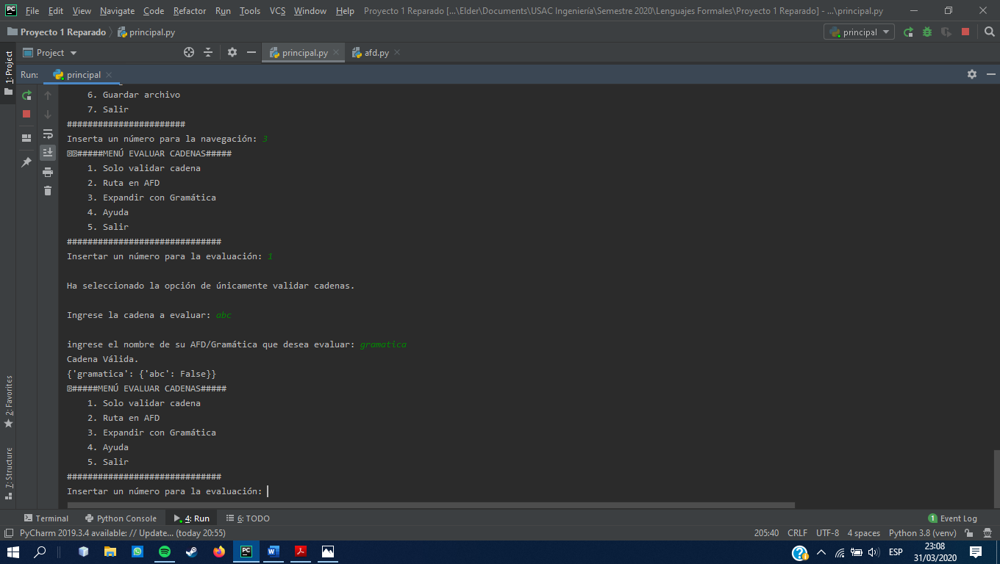 File Edit View Navigate Code Refactor Run Tools VCS Window Help Proyecto 1 Reparado [...\Elder\Documents\USAC Ingeniería\Semestre 2020\Lenguajes Formales\Proyecto 1 Reparado] - ...\principal.py
Proyecto 1 Reparado principal.py principal
1: Project
Project principal.py afd.py
Run: principal
6. Guardar archivo
7. Salir
#######################
Inserta un número para la navegación: 3
#####MENÚ EVALUAR CADENAS#####
1. Solo validar cadena
2. Ruta en AFD
3. Expandir con Gramática
4. Ayuda
5. Salir
##############################
Insertar un número para la evaluación: 1
Ha seleccionado la opción de únicamente validar cadenas.
Ingrese la cadena a evaluar: abc
ingrese el nombre de su AFD/Gramática que desea evaluar: gramatica
Cadena Válida.
{'gramatica': {'abc': False}}
#####MENÚ EVALUAR CADENAS#####
1. Solo validar cadena
2. Ruta en AFD
3. Expandir con Gramática
4. Ayuda
5. Salir
##############################
Insertar un número para la evaluación:
2: Favorites
7: Structure
Terminal Python Console 4: Run 6: TODO 1 Event Log
PyCharm 2019.3.4 available: // Update... (today 20:55) 205:40 CRLF UTF-8 4 spaces Python 3.8 (venv)
PC ESP 23:08
31/03/2020